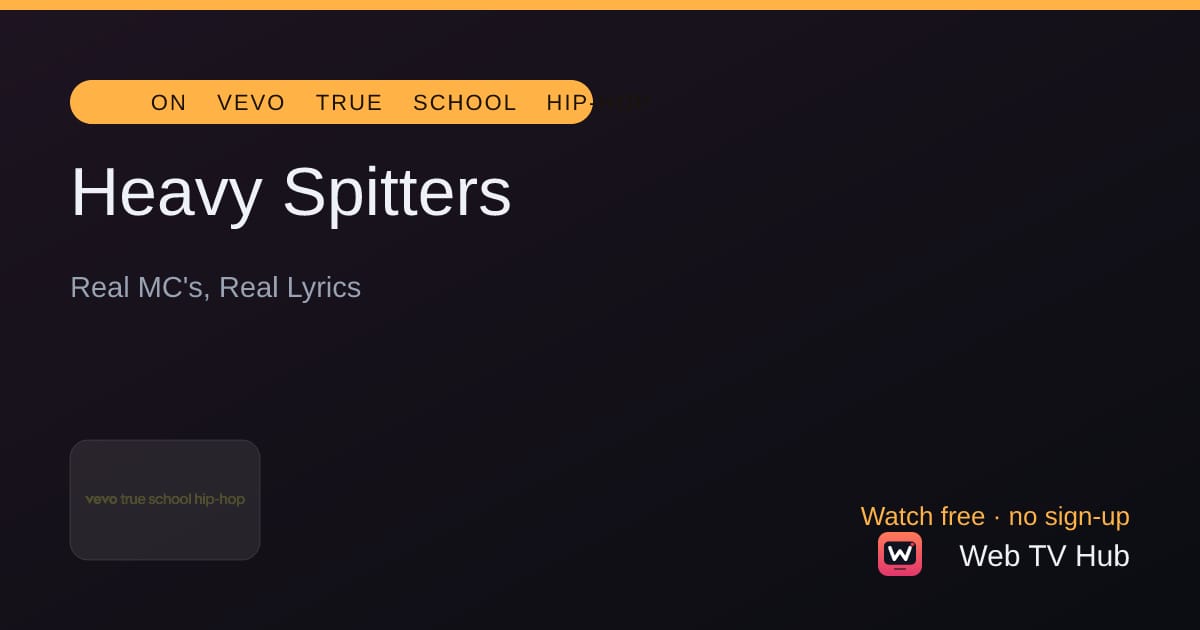 ON VEVO TRUE SCHOOL HIP-HOP
Heavy Spitters
Real MC's, Real Lyrics
vevo true school hip-hop
Watch free · no sign-up
W
Web TV Hub